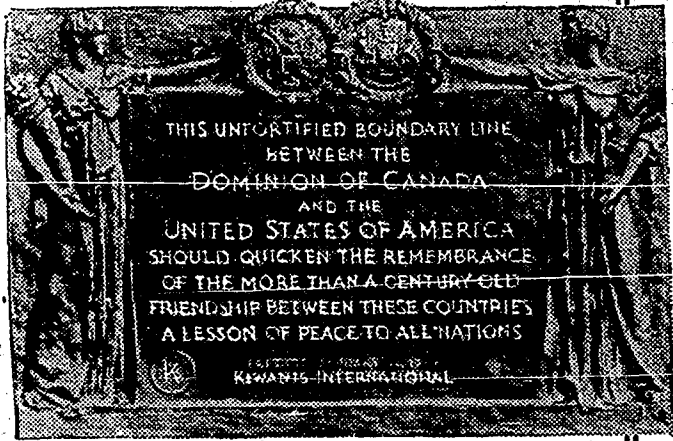 THIS UNFORTIFIED BOUNDARY LINE
BETWEEN THE
DOMINION OF CANADA
AND THE
UNITED STATES OF AMERICA
SHOULD QUICKEN THE REMEMBRANCE
OF THE MORE THAN A CENTURY OLD
FRIENDSHIP BETWEEN THESE COUNTRIES
A LESSON OF PEACE TO ALL NATIONS
K
KIWANIS INTERNATIONAL